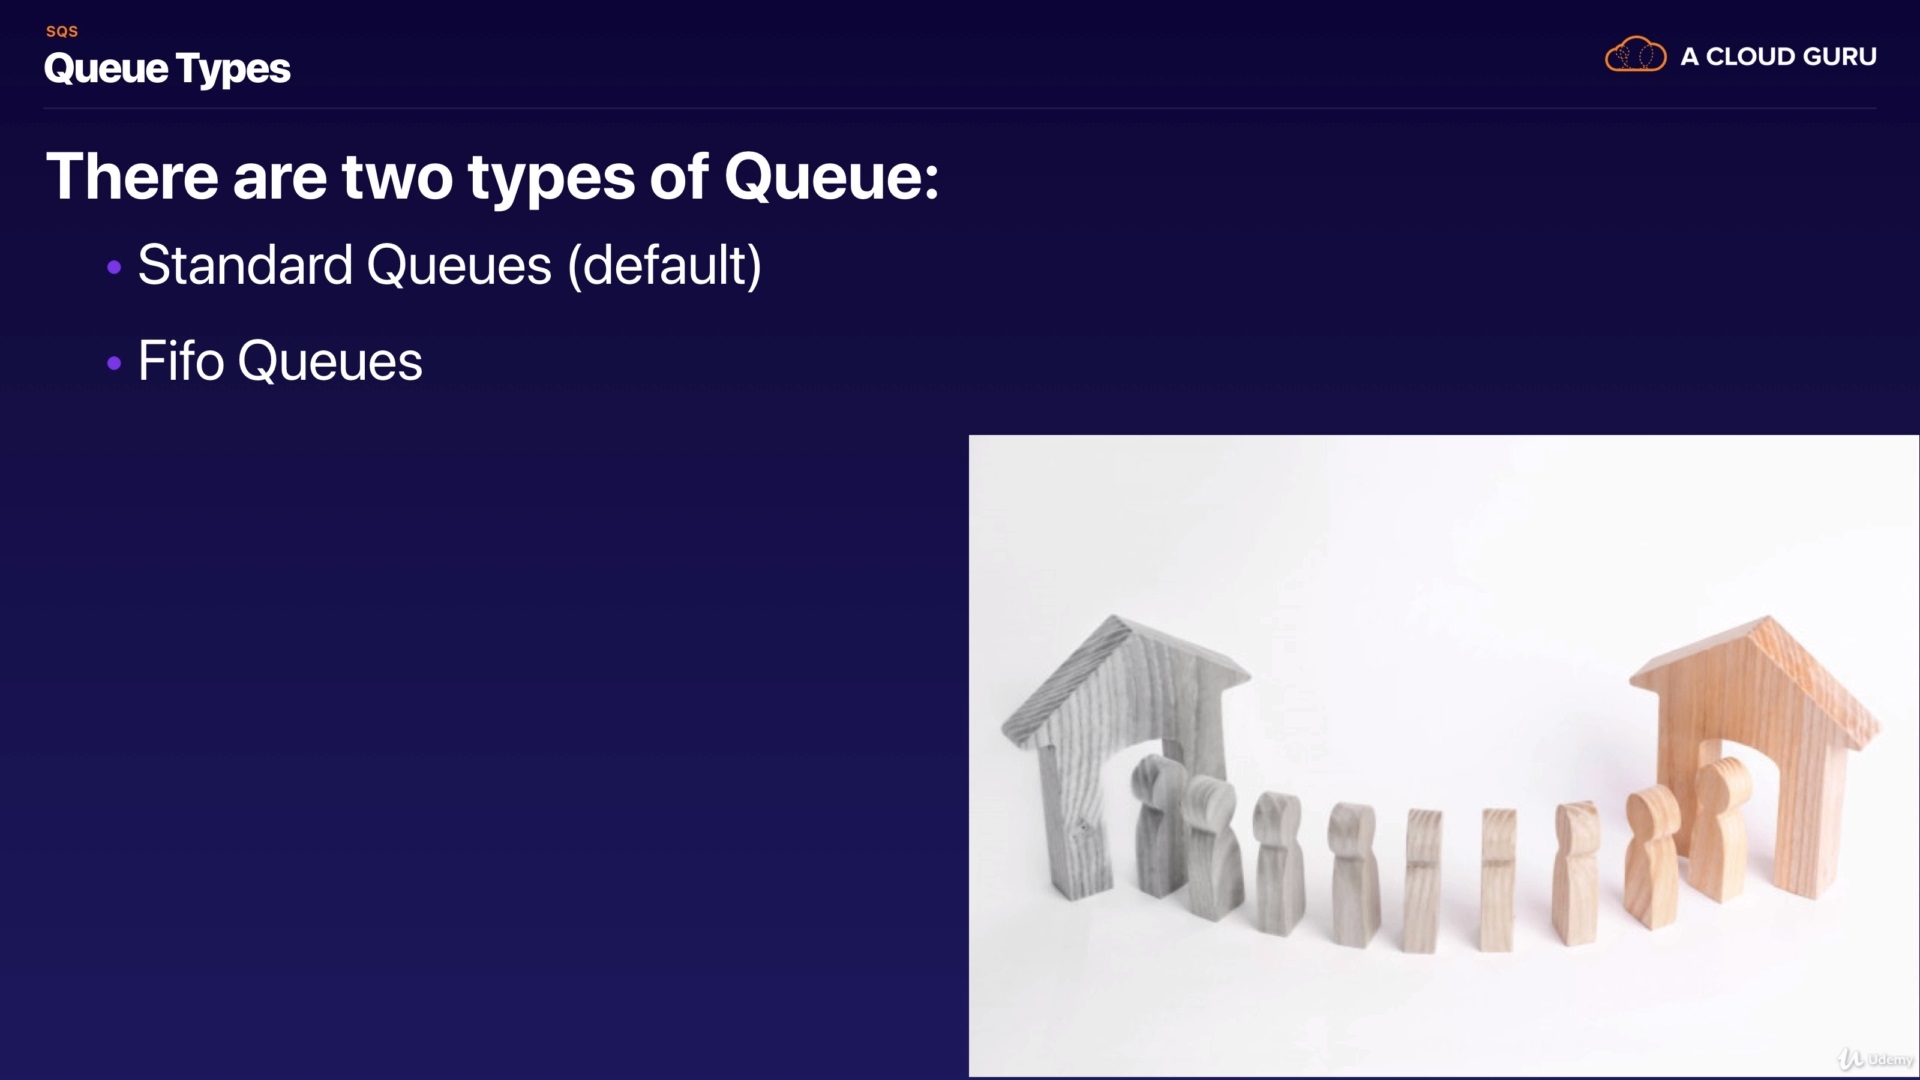 SQS
Queue Types
A CLOUD GURU
There are two types of Queue:
• Standard Queues (default)
• Fifo Queues
Udemy